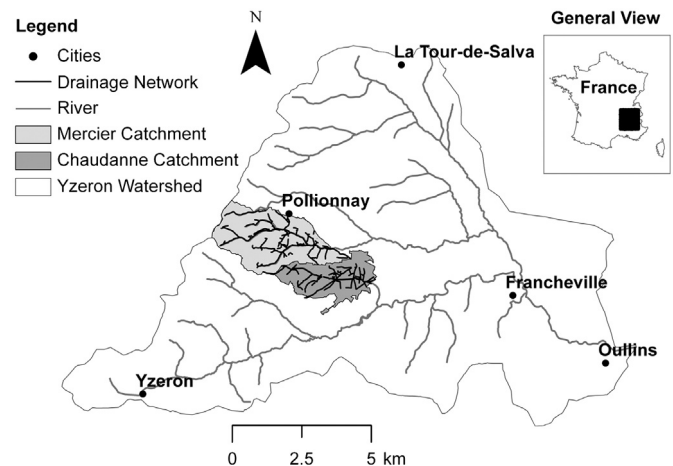 Legend
Cities
Drainage Network
River
Mercier Catchment
Chaudanne Catchment
Yzeron Watershed
N
General View
France
La Tour-de-Salva
Pollionnay
Francheville
Oullins
Yzeron
0 2.5 5 km